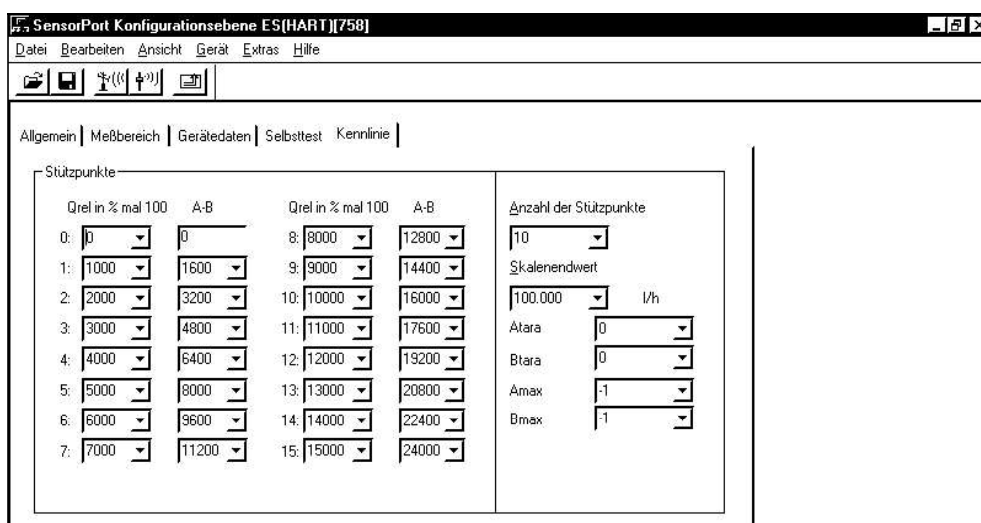 SensorPort Konfigurationsebene ES(HART)[758]
Datei Bearbeiten Ansicht Gerät Extras Hilfe
Allgemein Meßbereich Gerätedaten Selbsttest Kennlinie
Stützpunkte
Qrel in % mal 100 A-B Qrel in % mal 100 A-B Anzahl der Stützpunkte
0: 0 0 8: 8000 12800 10
1: 1000 1600 9: 9000 14400 Skalenendwert
2: 2000 3200 10: 10000 16000 100.000 l/h
3: 3000 4800 11: 11000 17600 Atara 0
4: 4000 6400 12: 12000 19200 Btara 0
5: 5000 8000 13: 13000 20800 Amax -1
6: 6000 9600 14: 14000 22400 Bmax -1
7: 7000 11200 15: 15000 24000